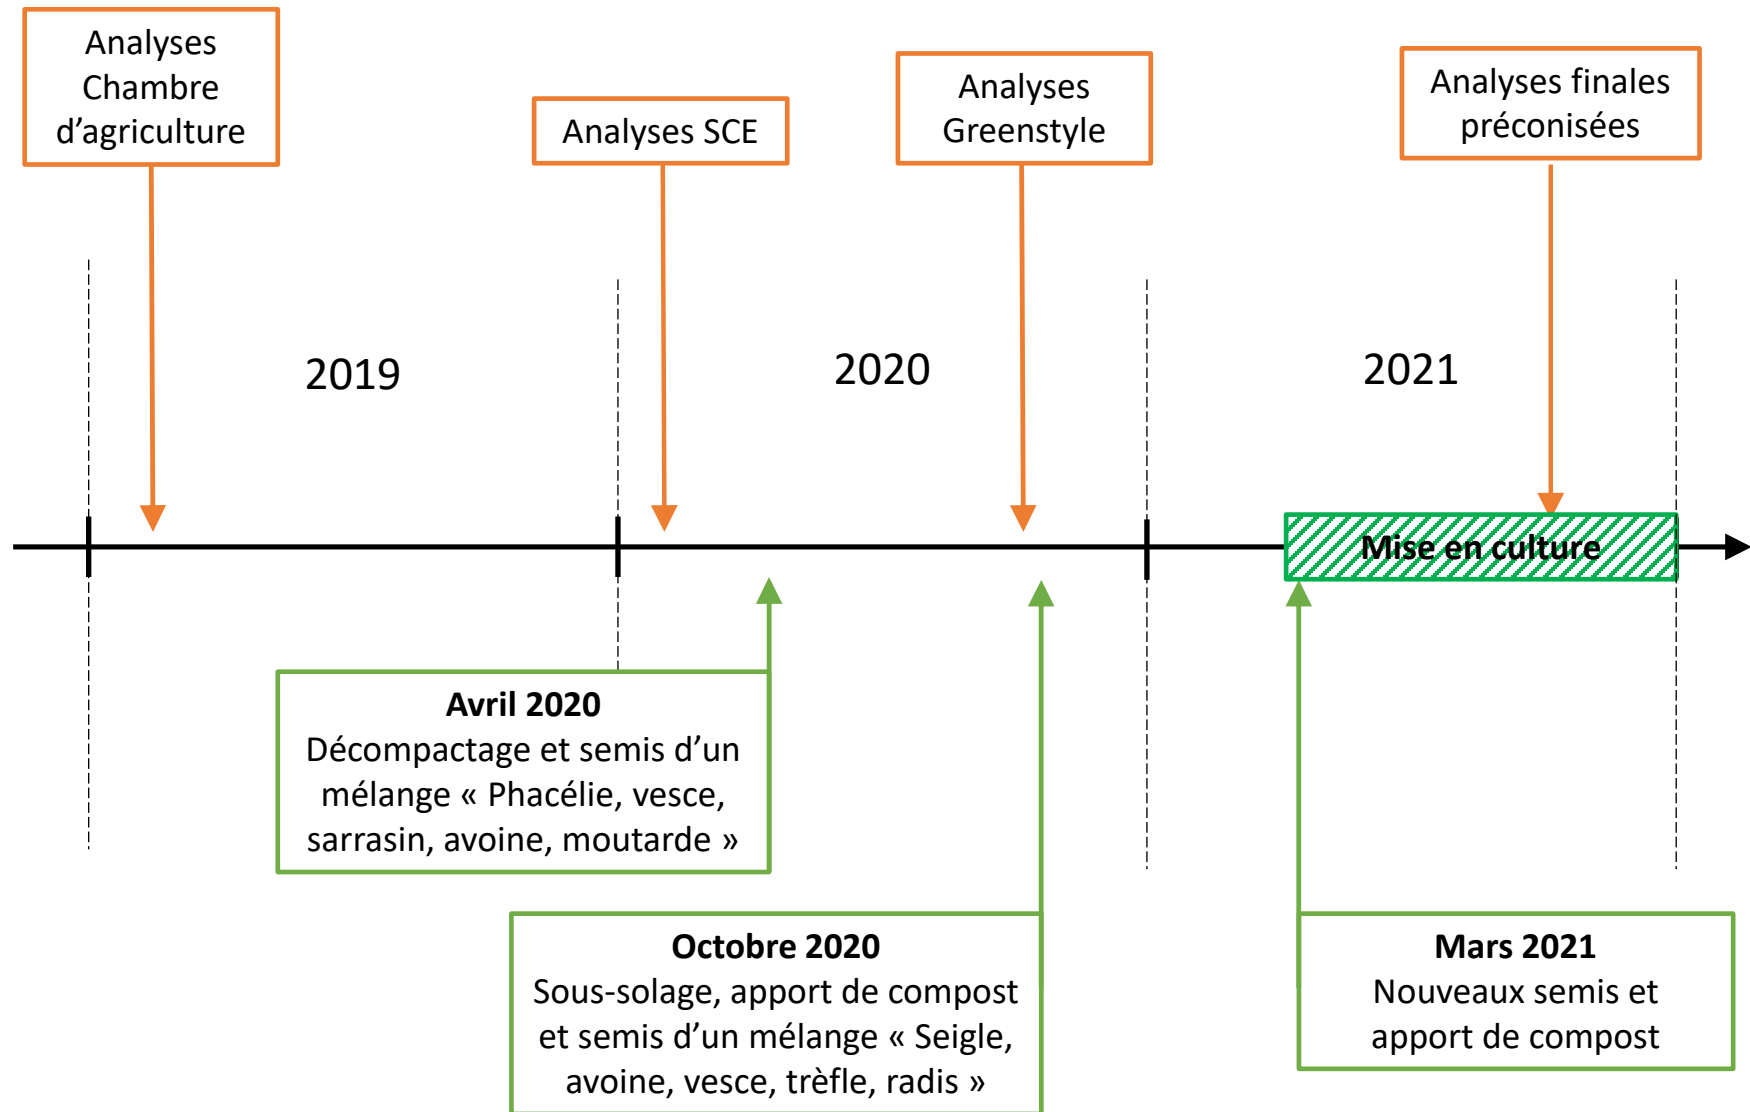 Analyses
Chambre
d’agriculture
Analyses SCE
Analyses
Greenstyle
Analyses finales
préconisées
2019
2020
2021
Mise en culture
Avril 2020
Décompactage et semis d’un
mélange « Phacélie, vesce,
sarrasin, avoine, moutarde »
Octobre 2020
Sous-solage, apport de compost
et semis d’un mélange « Seigle,
avoine, vesce, trèfle, radis »
Mars 2021
Nouveaux semis et
apport de compost